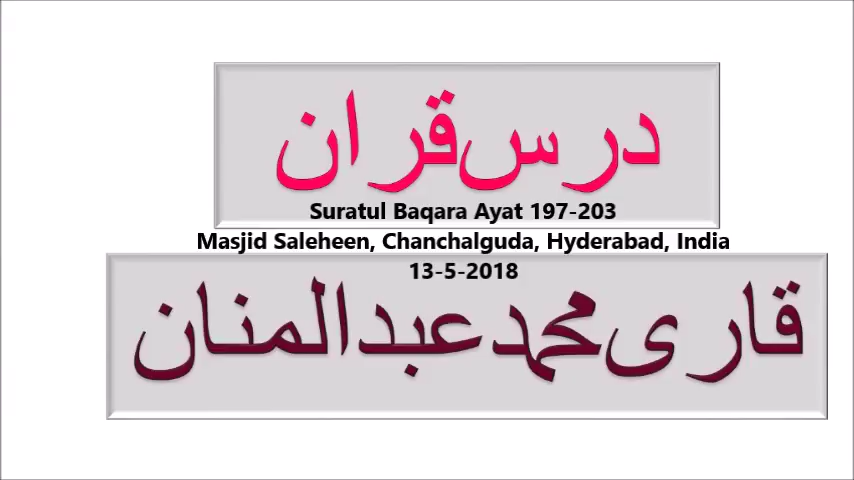 درس قران
Suratul Baqara Ayat 197-203
Masjid Saleheen, Chanchalguda, Hyderabad, India
13-5-2018
قاری محمد عبدالمنان